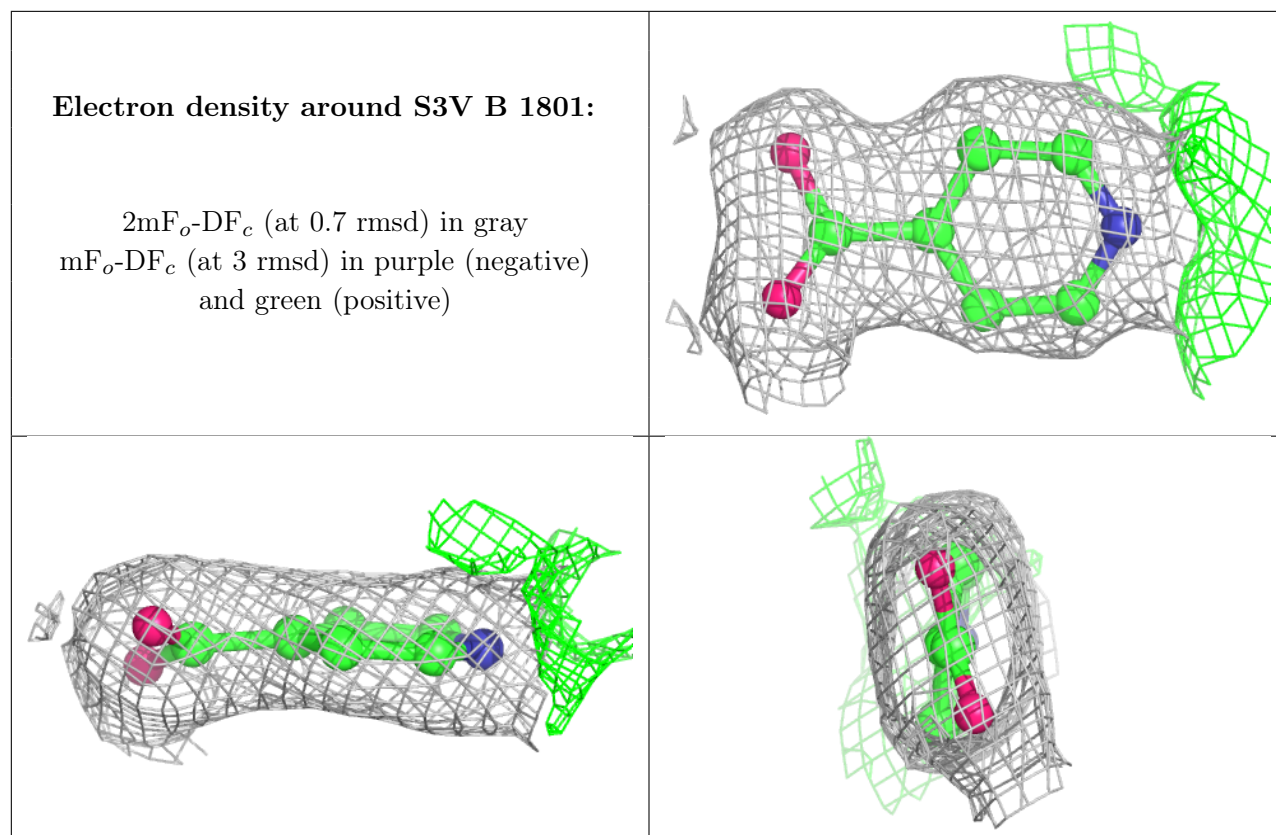 Electron density around S3V B 1801:
2mFo-DFc (at 0.7 rmsd) in gray
mFo-DFc (at 3 rmsd) in purple (negative)
and green (positive)